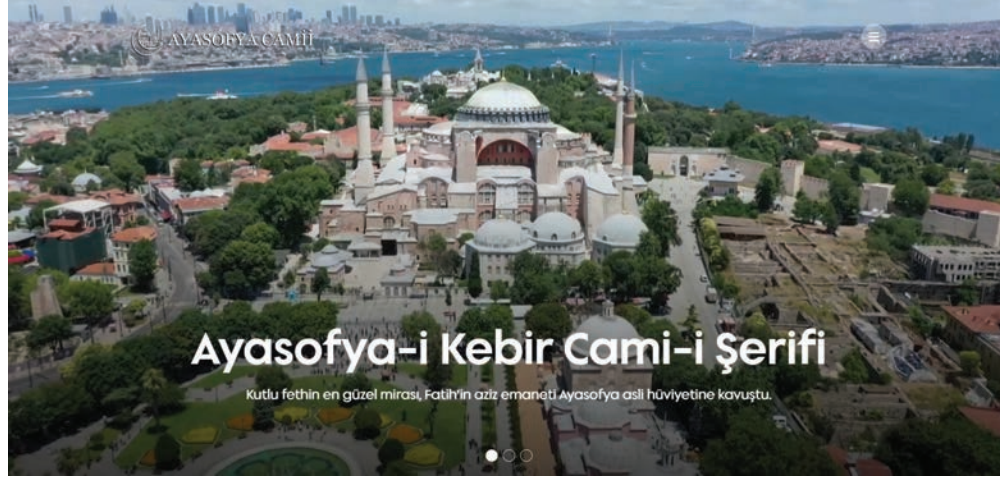 AYASOFYA CAMİİ
Ayasofya-i Kebir Cami-i Şerifi
Kutlu fethin en güzel mirası, Fatih'in aziz emaneti Ayasofya asli hüviyetine kavuştu.